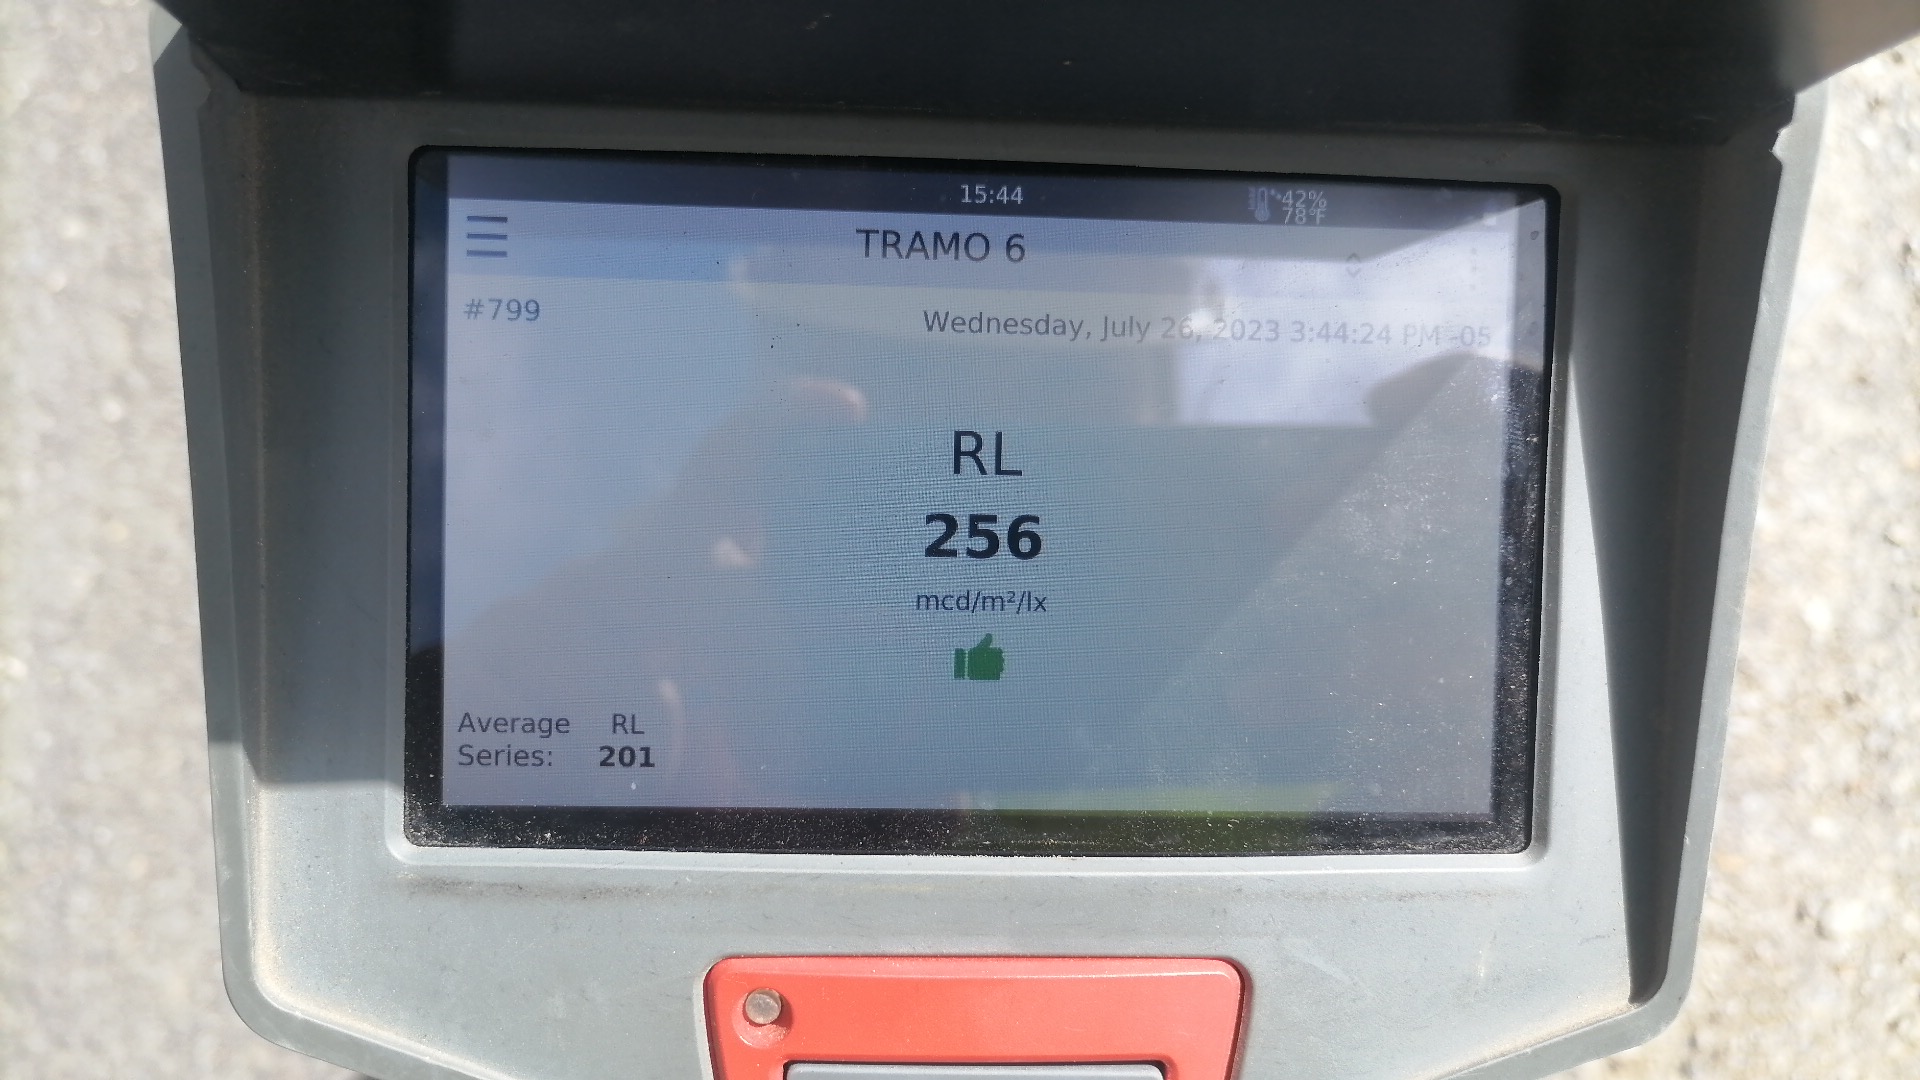 15:44
42%
78°F
TRAMO 6
#799
Wednesday, July 26, 2023 3:44:24 PM -05
RL
256
mcd/m²/lx
Average RL
Series: 201